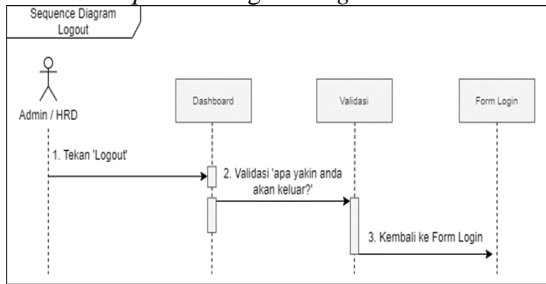 Sequence Diagram
Logout
Admin / HRD
Dashboard
Validasi
Form Login
1. Tekan 'Logout'
2. Validasi 'apa yakin anda
akan keluar?'
3. Kembali ke Form Login